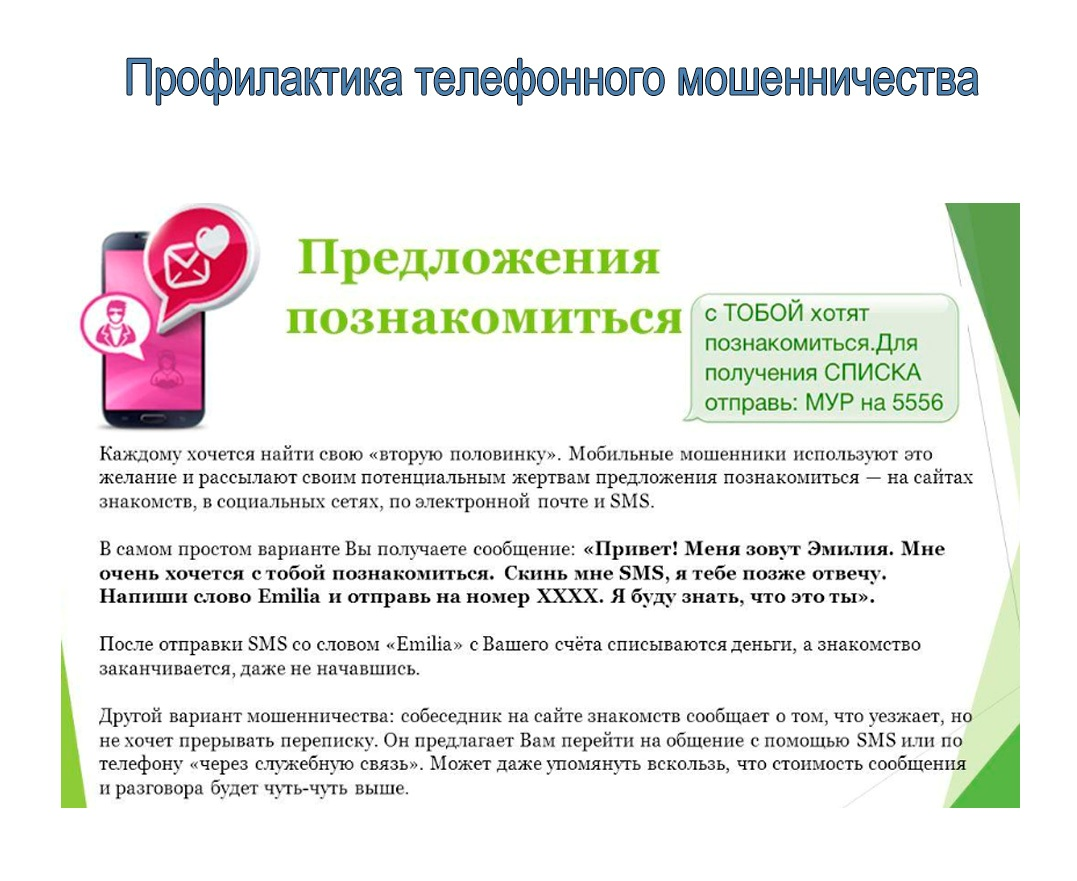 Профилактика телефонного мошенничества
Предложения
познакомиться
с ТОБОЙ хотят
познакомиться.Для
получения СПИСКА
отправь: МУР на 5556
Каждому хочется найти свою «вторую половинку». Мобильные мошенники используют это
желание и рассылают своим потенциальным жертвам предложения познакомиться — на сайтах
знакомств, в социальных сетях, по электронной почте и SMS.
В самом простом варианте Вы получаете сообщение: «Привет! Меня зовут Эмилия. Мне
очень хочется с тобой познакомиться. Скинь мне SMS, я тебе позже отвечу.
Напиши слово Emilia и отправь на номер XXXX. Я буду знать, что это ты».
После отправки SMS со словом «Emilia» с Вашего счёта списываются деньги, а знакомство
заканчивается, даже не начавшись.
Другой вариант мошенничества: собеседник на сайте знакомств сообщает о том, что уезжает, но
не хочет прерывать переписку. Он предлагает Вам перейти на общение с помощью SMS или по
телефону «через служебную связь». Может даже упомянуть вскользь, что стоимость сообщения
и разговора будет чуть-чуть выше.